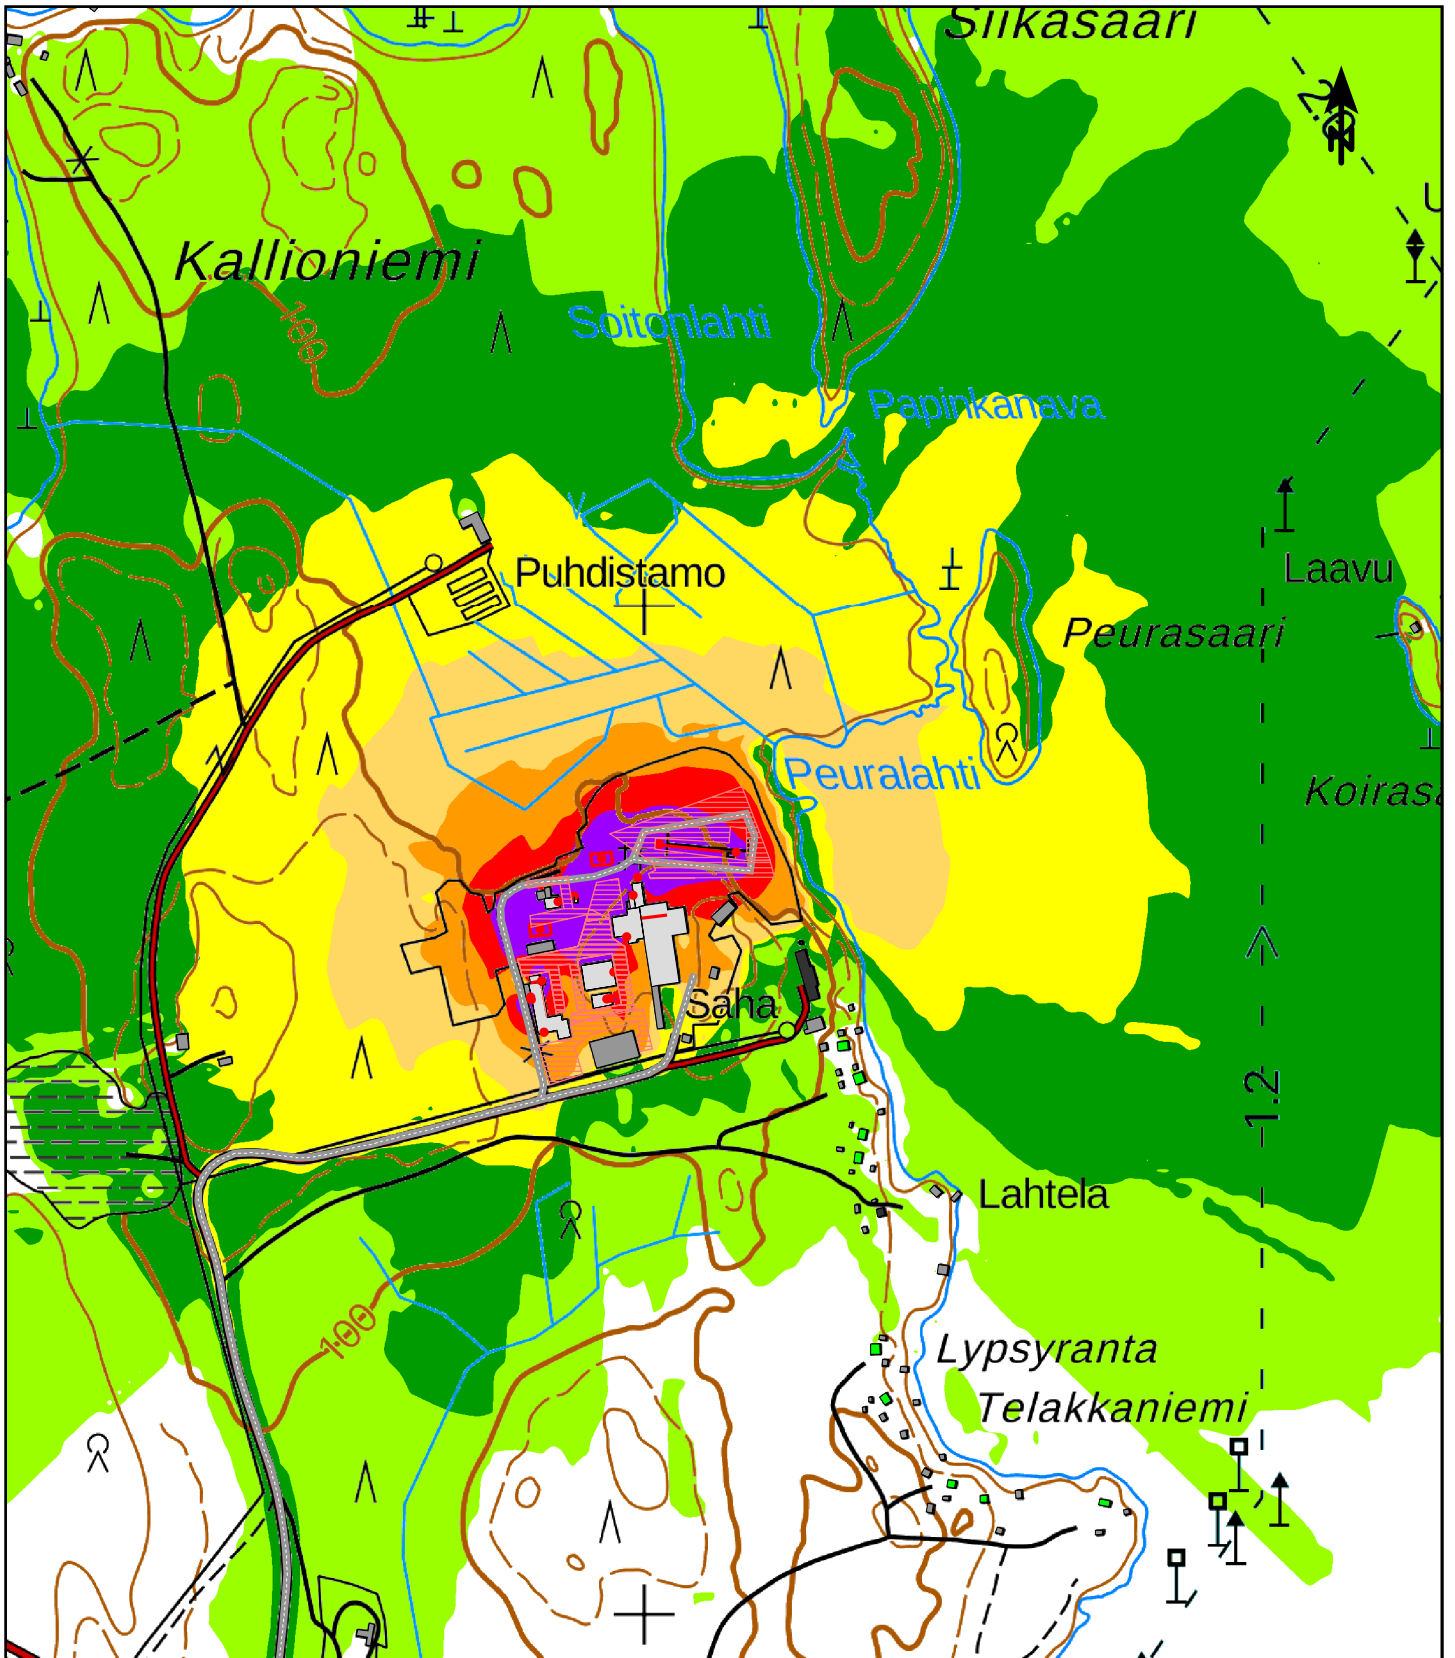 Siikasaari
Kallioniemi
100
Soitonlahti
Papinkanava
Puhdistamo
Laavu
Peurasaari
Peuralahti
Koirasa
Saha
1.2
Lahtela
100
Lypsyranta
Telakkaniemi